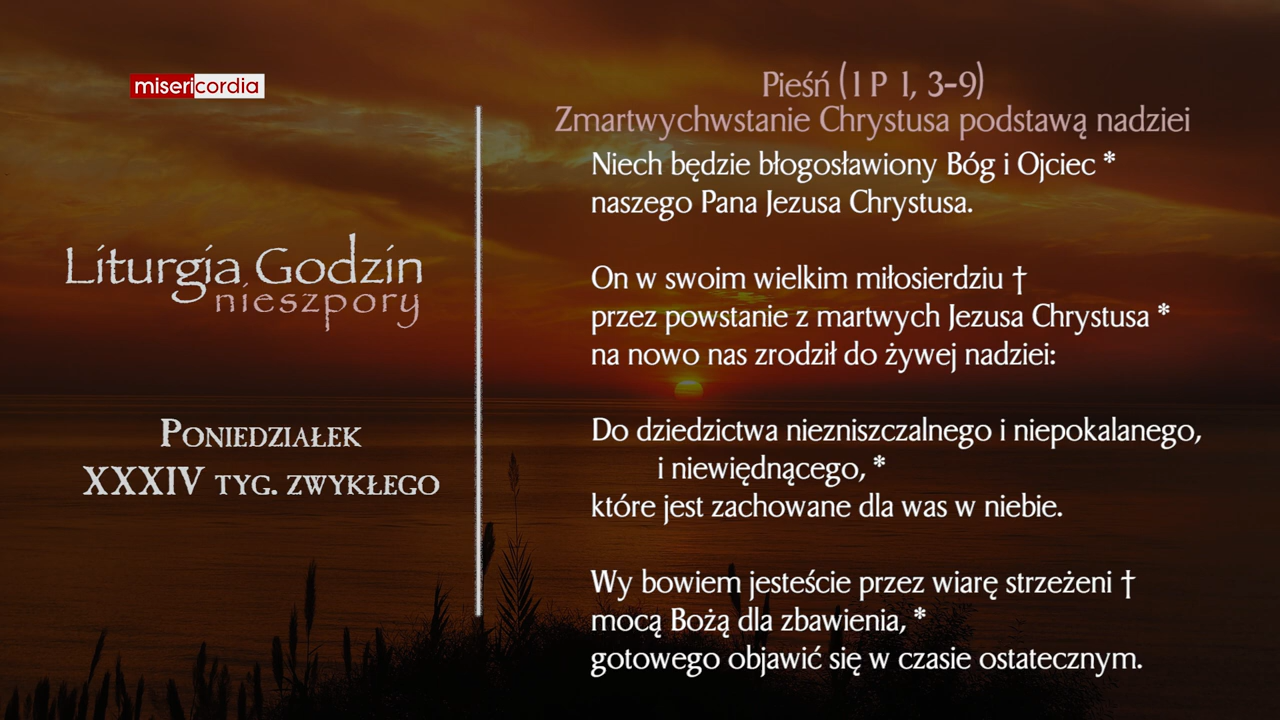 misericordia
Liturgia Godzin
nieszpory
Poniedziałek
XXXIV tyg. zwykłego
Pieśń (1 P 1, 3-9)
Zmartwychwstanie Chrystusa podstawą nadziei
Niech będzie błogosławiony Bóg i Ojciec *
naszego Pana Jezusa Chrystusa.
On w swoim wielkim miłosierdziu †
przez powstanie z martwych Jezusa Chrystusa *
na nowo nas zrodził do żywej nadziei:
Do dziedzictwa niezniszczalnego i niepokalanego,
i niewiędnącego, *
które jest zachowane dla was w niebie.
Wy bowiem jesteście przez wiarę strzeżeni †
mocą Bożą dla zbawienia, *
gotowego objawić się w czasie ostatecznym.